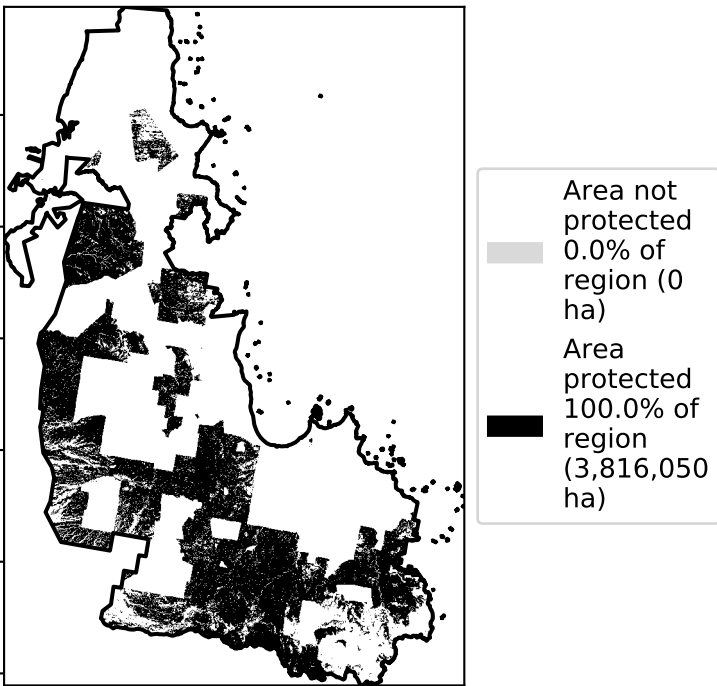 Area not
protected
0.0% of
region (0
ha)
Area
protected
100.0% of
region
(3,816,050
ha)